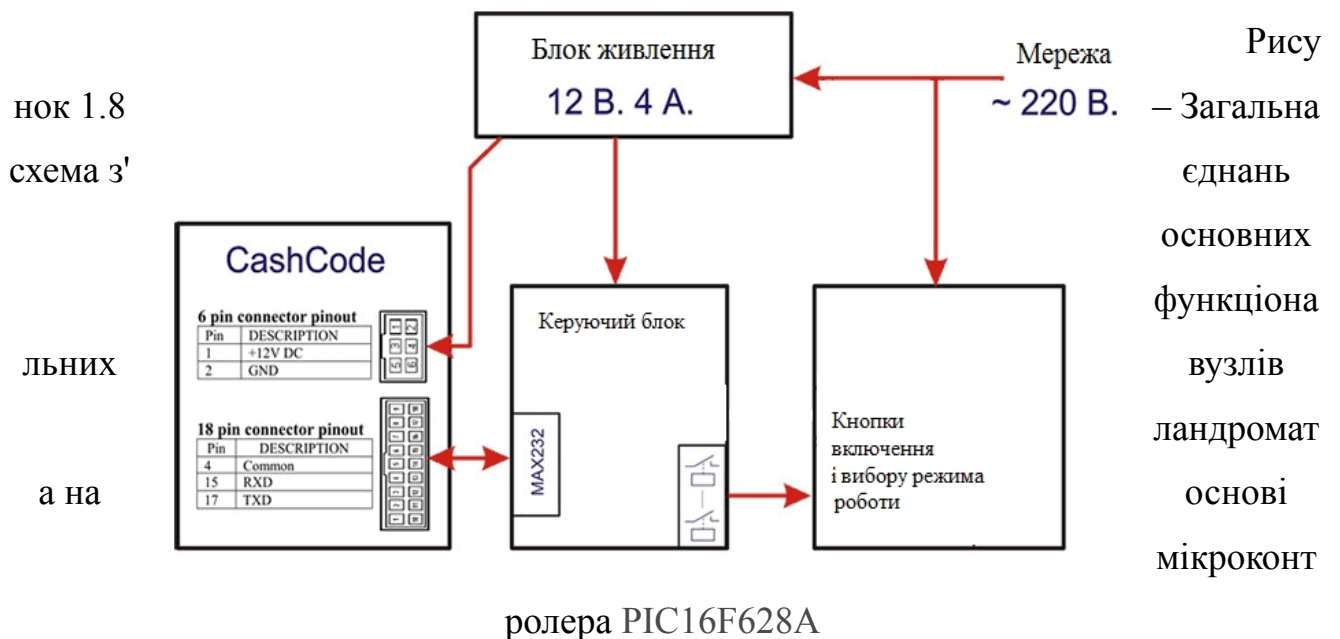 Рису
нок 1.8 – Загальна
схема з' єднань
основних
функціона
льних вузлів
ландромат
а на основі
мікроконт
ролера PIC16F628A
Блок живлення
12 В. 4 А.
Мережа
~ 220 В.
CashCode
6 pin connector pinout
Pin DESCRIPTION
1 +12V DC
2 GND
18 pin connector pinout
Pin DESCRIPTION
4 Common
15 RXD
17 TXD
Керуючий блок
MAX232
Кнопки
включення
і вибору режима
роботи